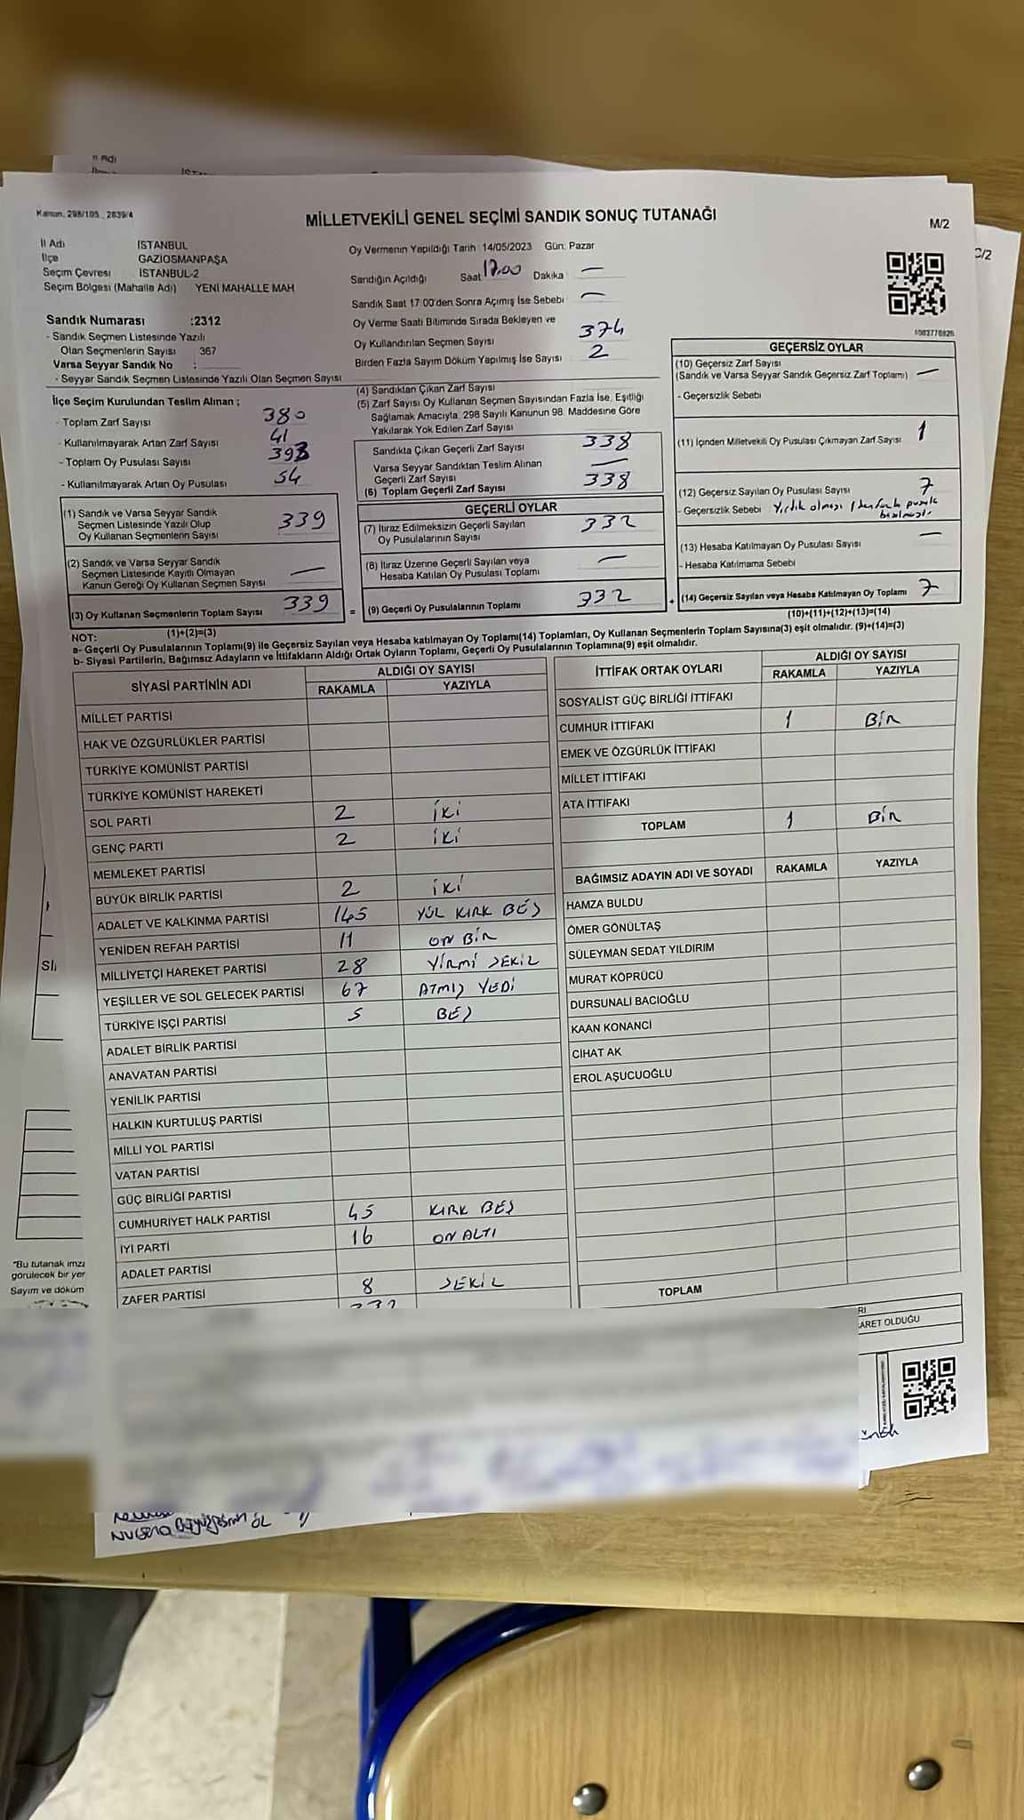 İl Adı
Kanun. 298/105 , 2839/4
MİLLETVEKİLİ GENEL SEÇİMİ SANDIK SONUÇ TUTANAĞI
M/2
C/2
İl Adı İSTANBUL
İlçe GAZİOSMANPAŞA
Seçim Çevresi İSTANBUL-2
Seçim Bölgesi (Mahalle Adı) YENİ MAHALLE MAH
Oy Vermenin Yapıldığı Tarih 14/05/2023 Gün: Pazar
Sandığın Açıldığı Saat 17.00 Dakika —
Sandık Saat 17:00'den Sonra Açılmış İse Sebebi —
Sandık Numarası :2312
- Sandık Seçmen Listesinde Yazılı
Olan Seçmenlerin Sayısı 367
Varsa Seyyar Sandık No :
- Seyyar Sandık Seçmen Listesinde Yazılı Olan Seçmen Sayısı
Oy Verme Saati Bitiminde Sırada Bekleyen ve
Oy Kullandırılan Seçmen Sayısı 374
Birden Fazla Sayım Döküm Yapılmış İse Sayısı 2
İlçe Seçim Kurulundan Teslim Alınan ;
- Toplam Zarf Sayısı 380
- Kullanılmayarak Artan Zarf Sayısı 41
- Toplam Oy Pusulası Sayısı 393
- Kullanılmayarak Artan Oy Pusulası 54
(4) Sandıktan Çıkan Zarf Sayısı
(5) Zarf Sayısı Oy Kullanan Seçmen Sayısından Fazla İse, Eşitliği
Sağlamak Amacıyla, 298 Sayılı Kanunun 98. Maddesine Göre
Yakılarak Yok Edilen Zarf Sayısı
Sandıkta Çıkan Geçerli Zarf Sayısı 338
Varsa Seyyar Sandıktan Teslim Alınan
Geçerli Zarf Sayısı —
(6) Toplam Geçerli Zarf Sayısı 338
(1) Sandık ve Varsa Seyyar Sandık
Seçmen Listesinde Yazılı Olup
Oy Kullanan Seçmenlerin Sayısı 339
(2) Sandık ve Varsa Seyyar Sandık
Seçmen Listesinde Kayıtlı Olmayan
Kanun Gereği Oy Kullanan Seçmen Sayısı —
(3) Oy Kullanan Seçmenlerin Toplam Sayısı 339
(1)+(2)=(3)
=
GEÇERLİ OYLAR
(7) İtiraz Edilmeksizin Geçerli Sayılan
Oy Pusulalarının Sayısı 332
(8) İtiraz Üzerine Geçerli Sayılan veya
Hesaba Katılan Oy Pusulası Toplamı —
(9) Geçerli Oy Pusulalarının Toplamı 332
+
GEÇERSİZ OYLAR
(10) Geçersiz Zarf Sayısı
(Sandık ve Varsa Seyyar Sandık Geçersiz Zarf Toplamı) —
- Geçersizlik Sebebi
(11) İçinden Milletvekili Oy Pusulası Çıkmayan Zarf Sayısı 1
(12) Geçersiz Sayılan Oy Pusulası Sayısı 7
- Geçersizlik Sebebi
(13) Hesaba Katılmayan Oy Pusulası Sayısı —
- Hesaba Katılmama Sebebi
(14) Geçersiz Sayılan veya Hesaba Katılmayan Oy Toplamı 7
(10)+(11)+(12)+(13)=(14)
NOT:
a- Geçerli Oy Pusulalarının Toplamı(9) ile Geçersiz Sayılan veya Hesaba katılmayan Oy Toplamı(14) Toplamları, Oy Kullanan Seçmenlerin Toplam Sayısına(3) eşit olmalıdır. (9)+(14)=(3)
b- Siyasi Partilerin, Bağımsız Adayların ve İttifakların Aldığı Ortak Oyların Toplamı, Geçerli Oy Pusulalarının Toplamına(9) eşit olmalıdır.
SİYASİ PARTİNİN ADI ALDIĞI OY SAYISI
RAKAMLA YAZIYLA
MİLLET PARTİSİ
HAK VE ÖZGÜRLÜKLER PARTİSİ
TÜRKİYE KOMÜNİST PARTİSİ
TÜRKİYE KOMÜNİST HAREKETİ
SOL PARTİ 2 İKİ
GENÇ PARTİ 2 İKİ
MEMLEKET PARTİSİ
BÜYÜK BİRLİK PARTİSİ 2 İKİ
ADALET VE KALKINMA PARTİSİ 145 YÜZ KIRK BEŞ
YENİDEN REFAH PARTİSİ 11 ON BİR
MİLLİYETÇİ HAREKET PARTİSİ 28 YİRMİ SEKİZ
YEŞİLLER VE SOL GELECEK PARTİSİ 67 ATMIŞ YEDİ
TÜRKİYE İŞÇİ PARTİSİ 5 BEŞ
ADALET BİRLİK PARTİSİ
ANAVATAN PARTİSİ
YENİLİK PARTİSİ
HALKIN KURTULUŞ PARTİSİ
MİLLİ YOL PARTİSİ
VATAN PARTİSİ
GÜÇ BİRLİĞİ PARTİSİ
CUMHURİYET HALK PARTİSİ 45 KIRK BEŞ
İYİ PARTİ 16 ON ALTI
ADALET PARTİSİ
ZAFER PARTİSİ 8 SEKİZ
332
İTTİFAK ORTAK OYLARI ALDIĞI OY SAYISI
RAKAMLA YAZIYLA
SOSYALİST GÜÇ BİRLİĞİ İTTİFAKI
CUMHUR İTTİFAKI 1 BİR
EMEK VE ÖZGÜRLÜK İTTİFAKI
MİLLET İTTİFAKI
ATA İTTİFAKI
TOPLAM 1 BİR
BAĞIMSIZ ADAYIN ADI VE SOYADI RAKAMLA YAZIYLA
HAMZA BULDU
ÖMER GÖNÜLTAŞ
SÜLEYMAN SEDAT YILDIRIM
MURAT KÖPRÜCÜ
DURSUNALİ BACIOĞLU
KAAN KONANCİ
CİHAT AK
EROL AŞUCUOĞLU
TOPLAM
"Bu tutanak imza
görülecek bir yer
Sayım ve döküm
ARET OLDUĞU